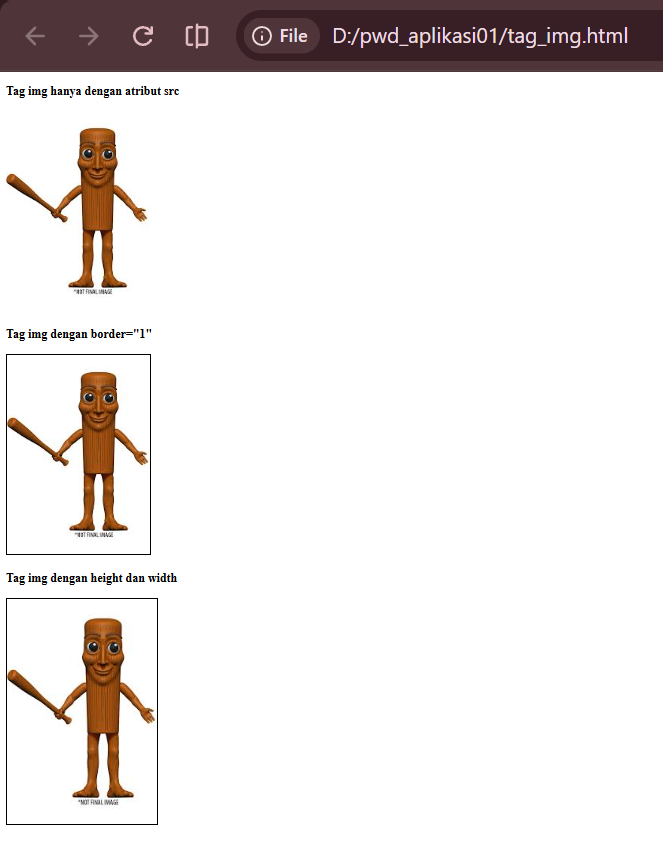 File
D:/pwd_aplikasi01/tag_img.html
Tag img hanya dengan atribut src
*NOT FINAL IMAGE
Tag img dengan border="1"
*NOT FINAL IMAGE
Tag img dengan height dan width
*NOT FINAL IMAGE